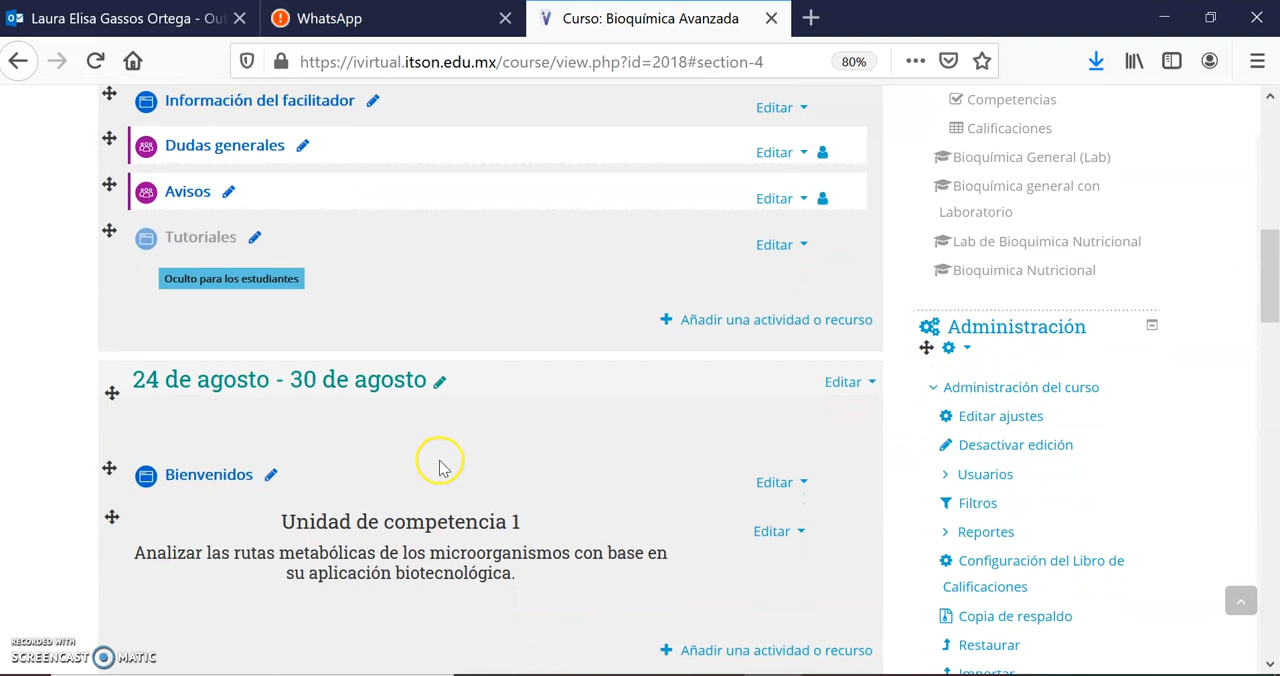 Laura Elisa Gassos Ortega - Ou
WhatsApp
Curso: Bioquímica Avanzada
https://ivirtual.itson.edu.mx/course/view.php?id=2018#section-4
80%
Información del facilitador
Editar
Dudas generales
Editar
Avisos
Editar
Tutoriales
Editar
Oculto para los estudiantes
Añadir una actividad o recurso
24 de agosto - 30 de agosto
Editar
Bienvenidos
Editar
Unidad de competencia 1
Editar
Analizar las rutas metabólicas de los microorganismos con base en
su aplicación biotecnológica.
Añadir una actividad o recurso
Competencias
Calificaciones
Bioquímica General (Lab)
Bioquímica general con
Laboratorio
Lab de Bioquimica Nutricional
Bioquimica Nutricional
Administración
Administración del curso
Editar ajustes
Desactivar edición
Usuarios
Filtros
Reportes
Configuración del Libro de
Calificaciones
Copia de respaldo
Restaurar
Importar
RECORDED WITH
SCREENCAST MATIC